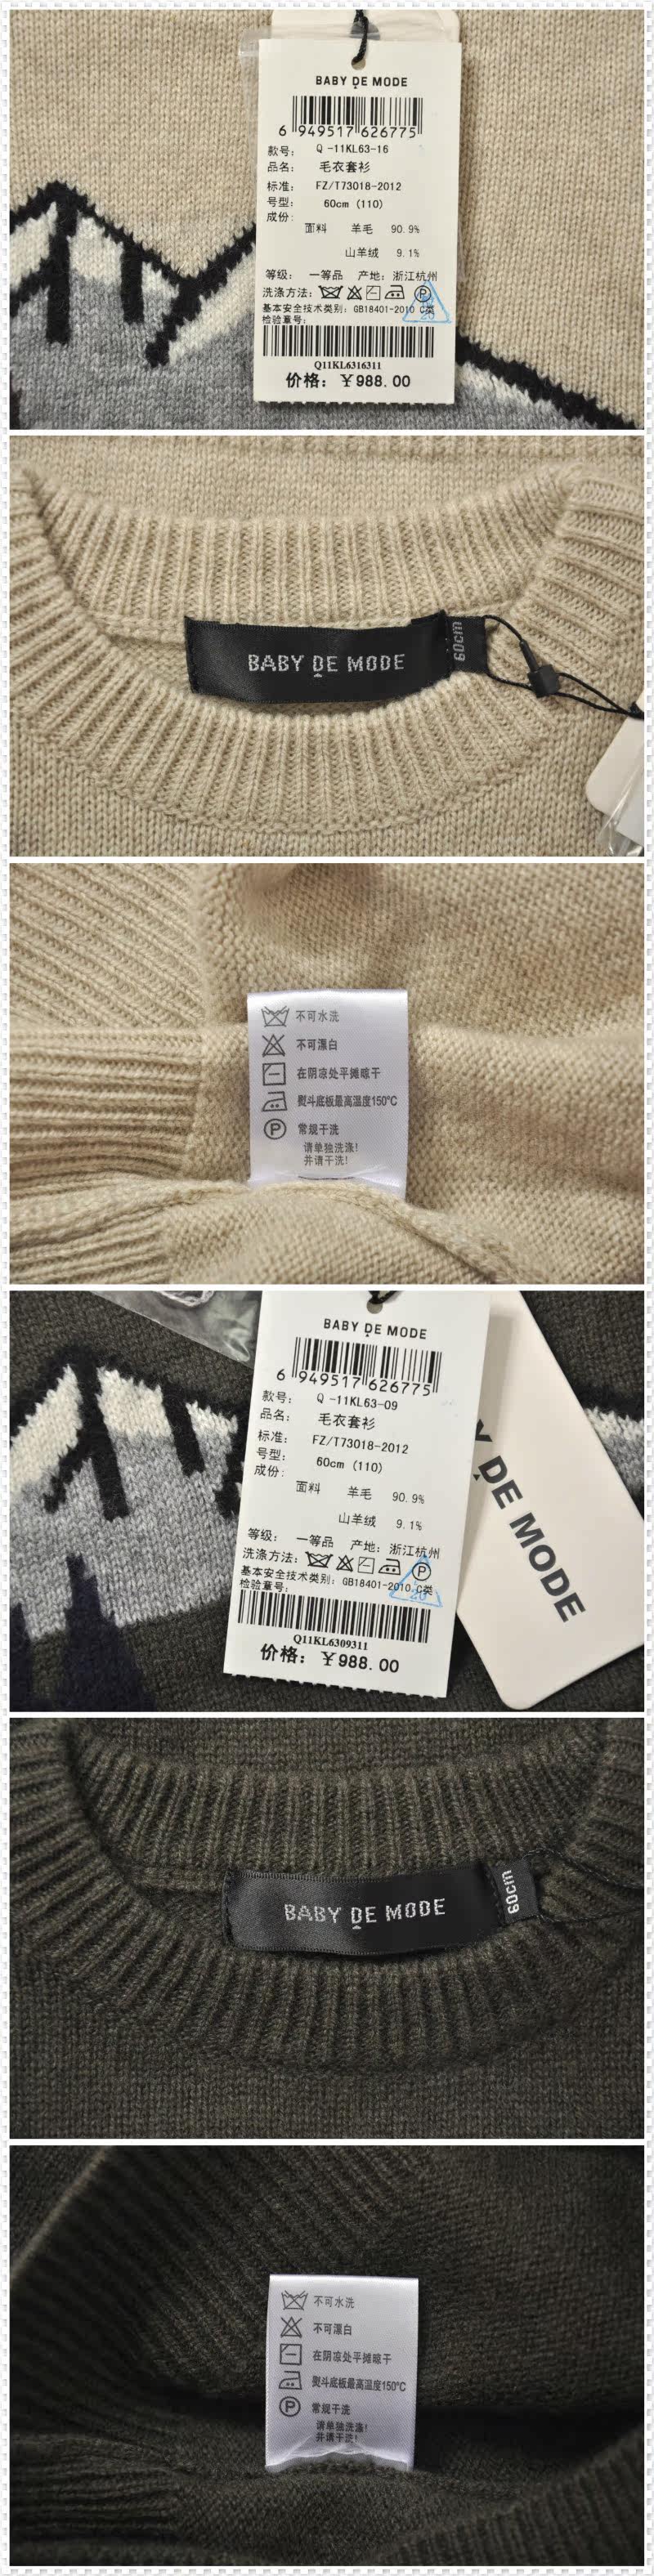 BABY DE MODE
6 949517 626775
款号: Q -11KL63-16
品名: 毛衣套衫
标准: FZ/T73018-2012
号型: 60cm (110)
成份:
面料 羊毛 90.9%
山羊绒 9.1%
等级: 一等品 产地: 浙江杭州
洗涤方法: P
基本安全技术类别: GB18401-2010 C类
检验章号:
20
Q11KL6316311
价格: ¥988.00
BABY DE MODE
60cm
不可水洗
不可漂白
在阴凉处平摊晾干
熨斗底板最高温度150℃
P 常规干洗
请单独洗涤!
并请干洗!
BABY DE MODE
6 949517 626775
款号: Q -11KL63-09
品名: 毛衣套衫
标准: FZ/T73018-2012
号型: 60cm (110)
成份:
面料 羊毛 90.9%
山羊绒 9.1%
等级: 一等品 产地: 浙江杭州
洗涤方法: P
基本安全技术类别: GB18401-2010 C类
检验章号:
20
Q11KL6309311
价格: ¥988.00
Y DE MODE
BABY DE MODE
60cm
不可水洗
不可漂白
在阴凉处平摊晾干
熨斗底板最高温度150℃
P 常规干洗
请单独洗涤!
并请干洗!